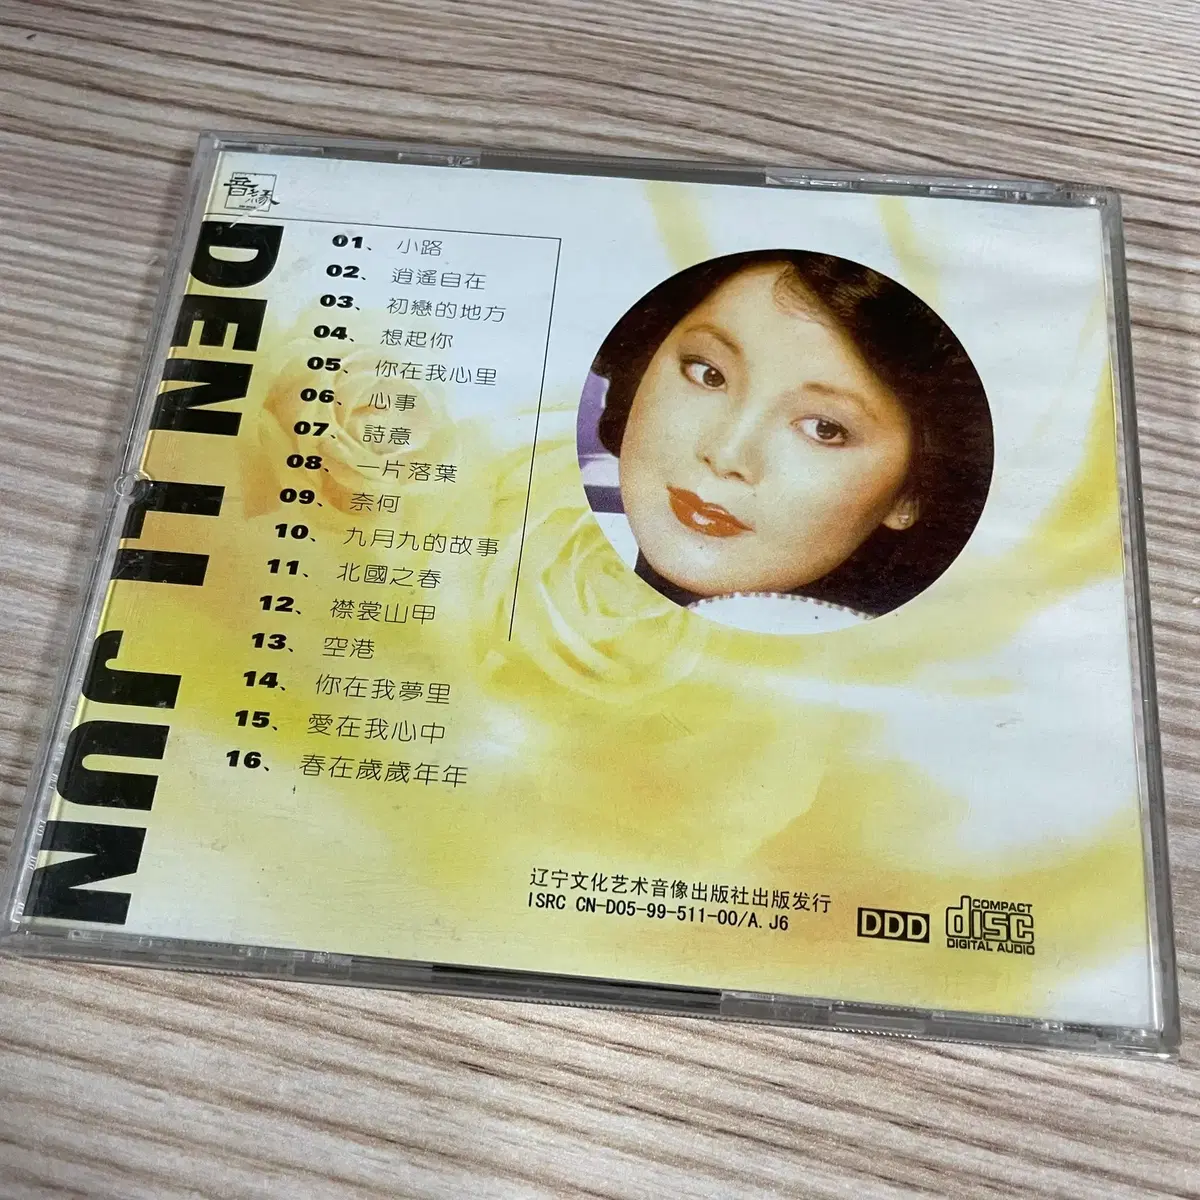 音緣
DEN LI JUN
01、小路
02、逍遙自在
03、初戀的地方
04、想起你
05、你在我心里
06、心事
07、詩意
08、一片落葉
09、奈何
10、九月九的故事
11、北國之春
12、襟裳山甲
13、空港
14、你在我夢里
15、愛在我心中
16、春在歲歲年年
辽宁文化艺术音像出版社出版发行
ISRC CN-D05-99-511-00/A.J6
DDD
COMPACT
disc
DIGITAL AUDIO